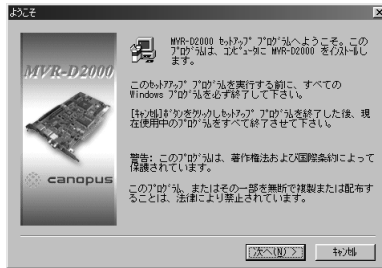 ようこそ
MVR-D2000
canopus
MVR-D2000 ｾｯﾄｱｯﾌﾟ ﾌﾟﾛｸﾞﾗﾑへようこそ。この
ﾌﾟﾛｸﾞﾗﾑは、ｺﾝﾋﾟｭｰﾀに MVR-D2000 をｲﾝｽﾄｰﾙし
ます。
このｾｯﾄｱｯﾌﾟ ﾌﾟﾛｸﾞﾗﾑを実行する前に、すべての
Windows ﾌﾟﾛｸﾞﾗﾑを必ず終了して下さい。
[ｷｬﾝｾﾙ]ﾎﾞﾀﾝをｸﾘｯｸしｾｯﾄｱｯﾌﾟ ﾌﾟﾛｸﾞﾗﾑを終了した後、現
在使用中のﾌﾟﾛｸﾞﾗﾑをすべて終了させて下さい。
警告: このﾌﾟﾛｸﾞﾗﾑは、著作権法および国際条約によって
保護されています。
このﾌﾟﾛｸﾞﾗﾑ、またはその一部を無断で複製または配布す
ることは、法律により禁止されています。
次へ(N) >
ｷｬﾝｾﾙ